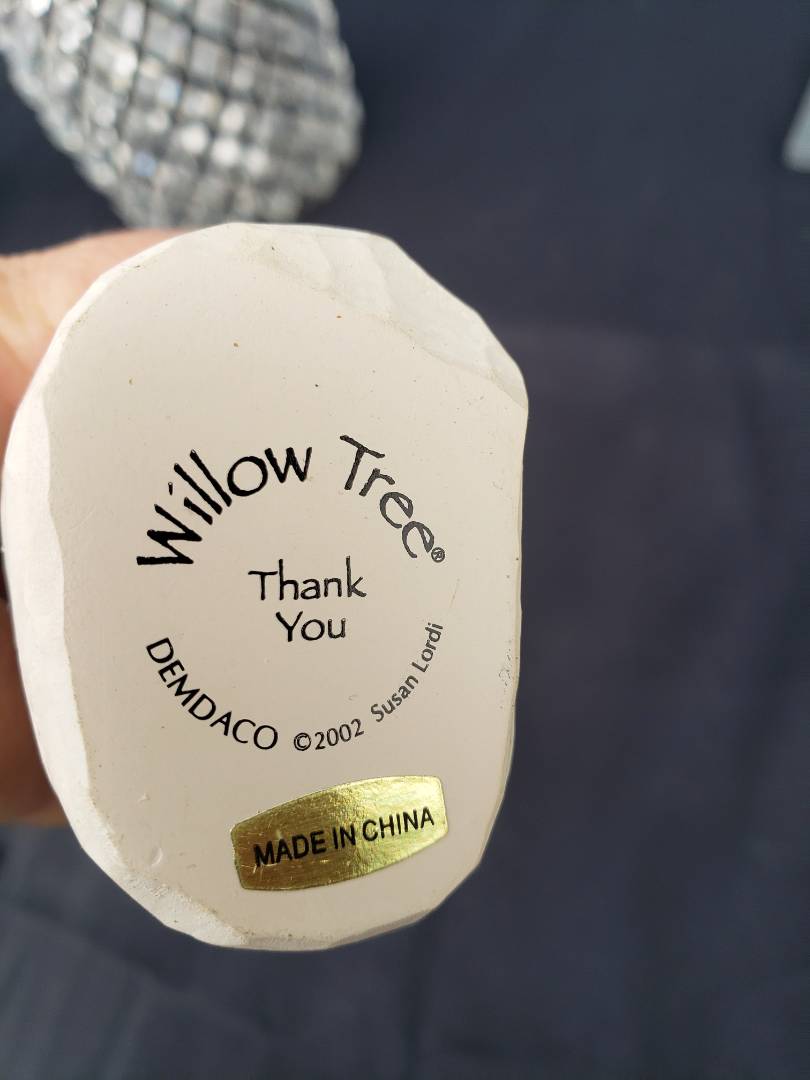 Willow Tree®
Thank
You
DEMDACO ©2002 Susan Lordi
MADE IN CHINA